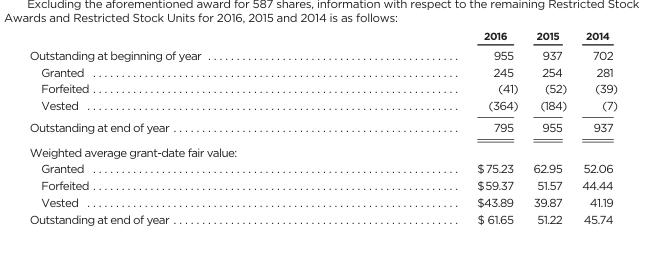 Excluding the aforementioned award for 587 shares, information with respect to the remaining Restricted Stock
Awards and Restricted Stock Units for 2016, 2015 and 2014 is as follows:
2016 2015 2014
Outstanding at beginning of year 955 937 702
Granted 245 254 281
Forfeited (41) (52) (39)
Vested (364) (184) (7)
Outstanding at end of year 795 955 937
Weighted average grant-date fair value:
Granted $75.23 62.95 52.06
Forfeited $59.37 51.57 44.44
Vested $43.89 39.87 41.19
Outstanding at end of year $ 61.65 51.22 45.74